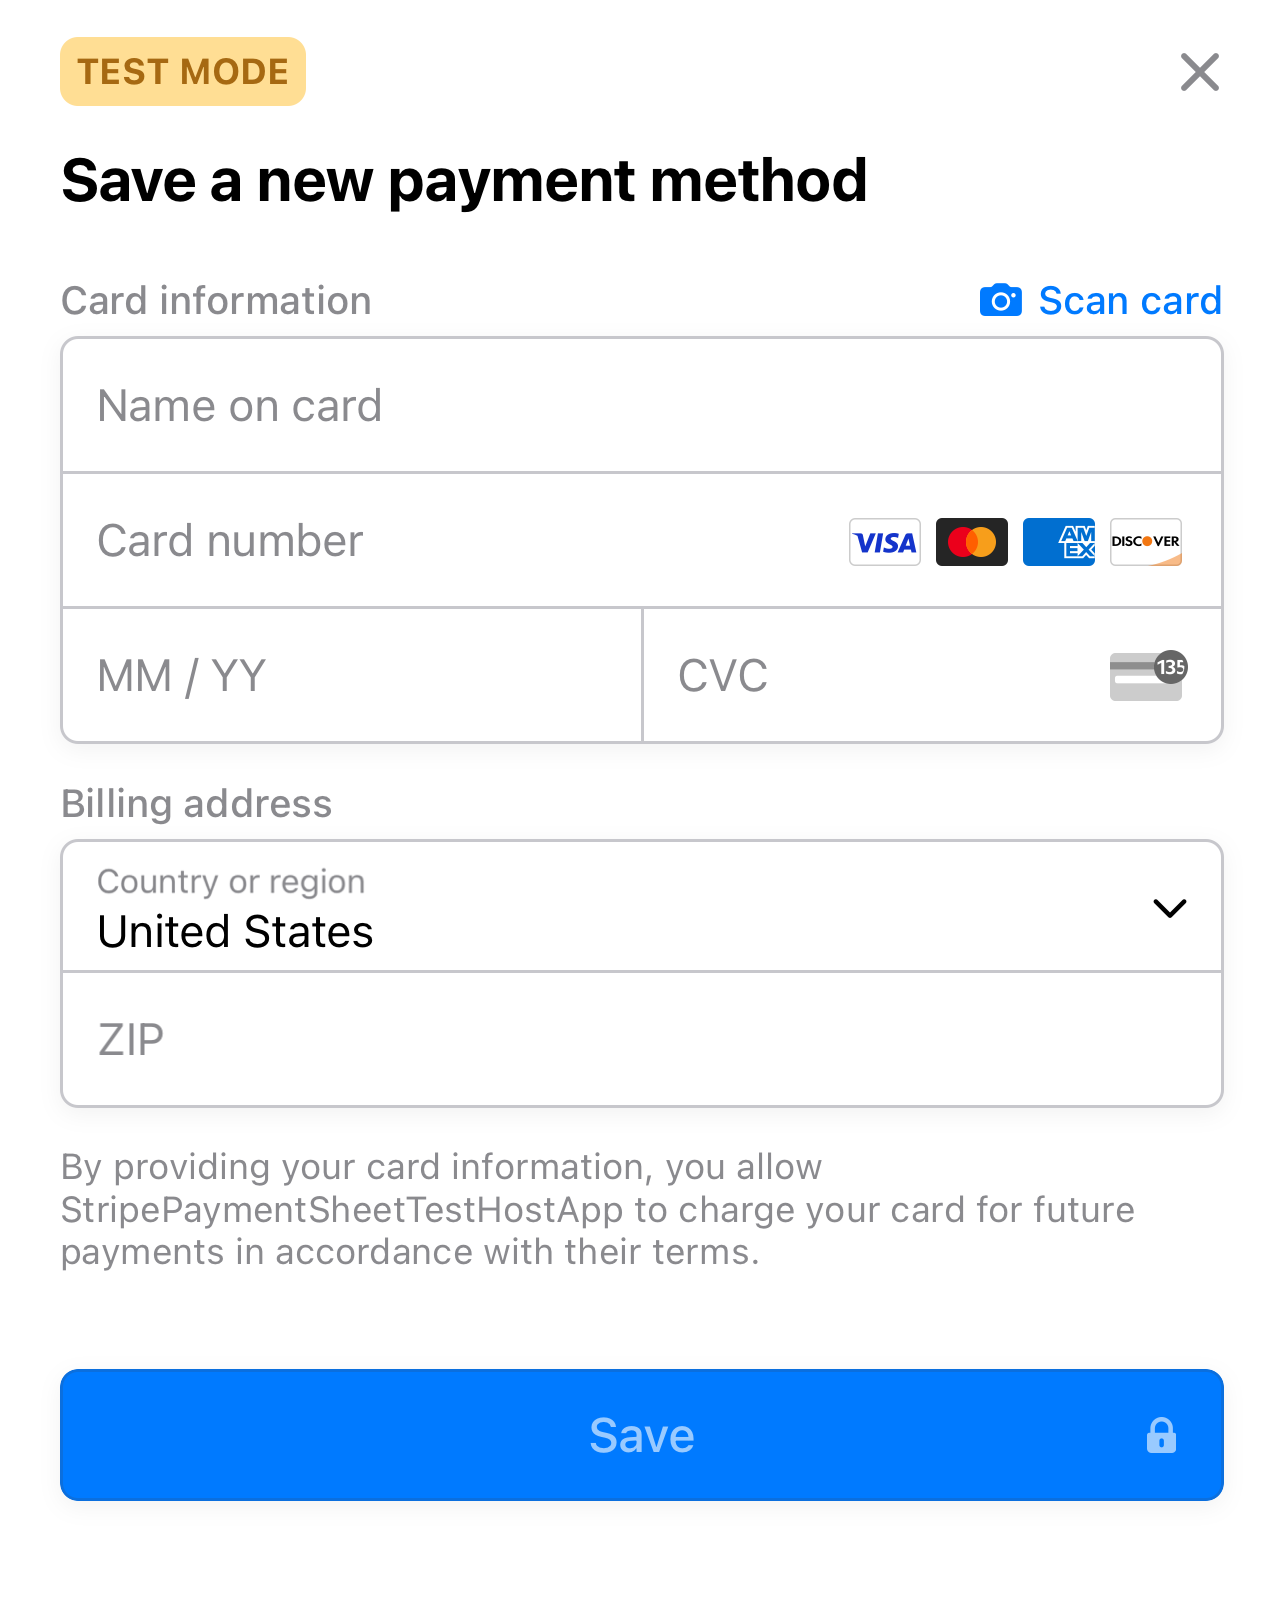 TEST MODE
Save a new payment method
Card information
Scan card
Name on card
Card number
VISA
AM
EX
DISCOVER
MM / YY
CVC
135
Billing address
Country or region
United States
ZIP
By providing your card information, you allow
StripePaymentSheetTestHostApp to charge your card for future
payments in accordance with their terms.
Save